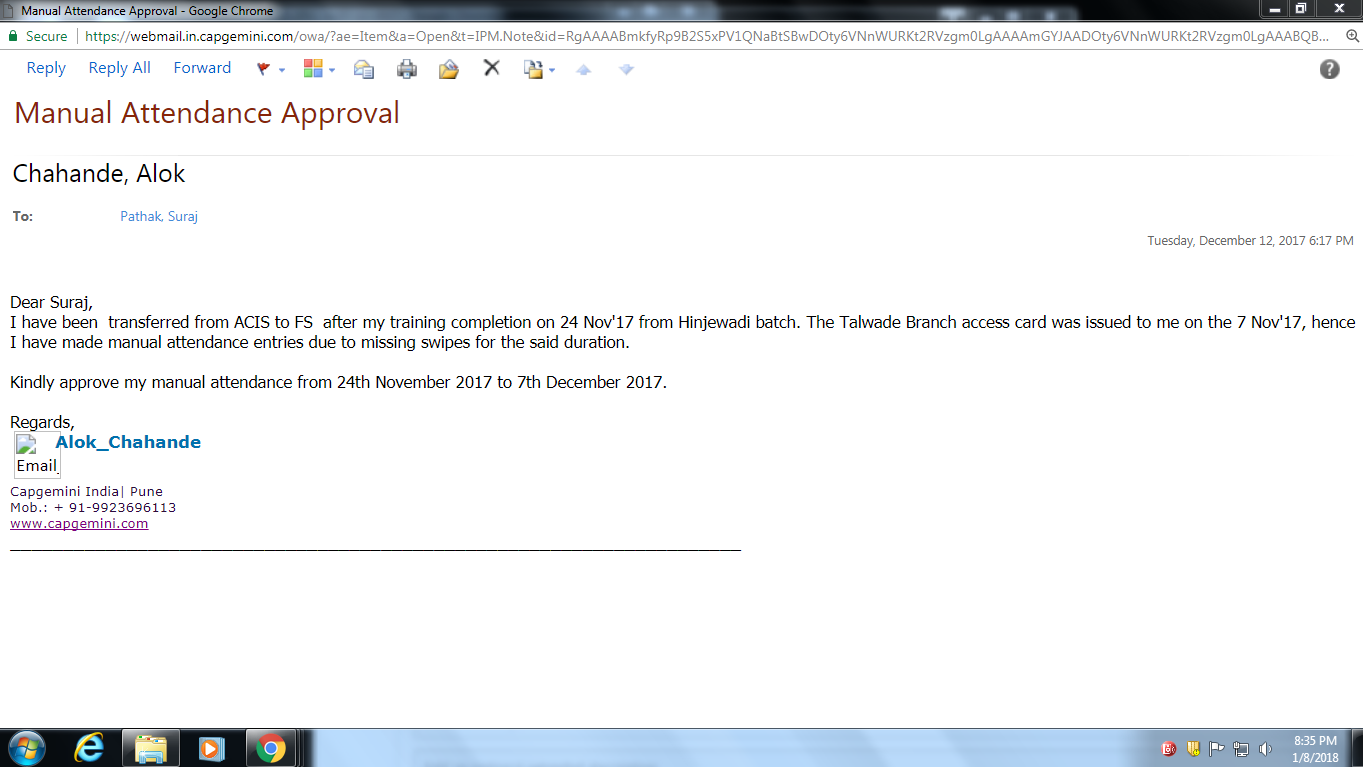 Manual Attendance Approval - Google Chrome
Secure https://webmail.in.capgemini.com/owa/?ae=Item&a=Open&t=IPM.Note&id=RgAAAABmkfyRp9B2S5xPV1QNaBtSBwDOty6VNnWURKt2RVzgm0LgAAAAmGYJAADOty6VNnWURKt2RVzgm0LgAAABQB...
Reply Reply All Forward
Manual Attendance Approval
Chahande, Alok
To: Pathak, Suraj
Tuesday, December 12, 2017 6:17 PM
Dear Suraj,
I have been  transferred from ACIS to FS  after my training completion on 24 Nov'17 from Hinjewadi batch. The Talwade Branch access card was issued to me on the 7 Nov'17, hence
I have made manual attendance entries due to missing swipes for the said duration.
Kindly approve my manual attendance from 24th November 2017 to 7th December 2017.
Regards,
Alok_Chahande
Email_
Capgemini India| Pune
Mob.: + 91-9923696113
www.capgemini.com
8:35 PM
1/8/2018